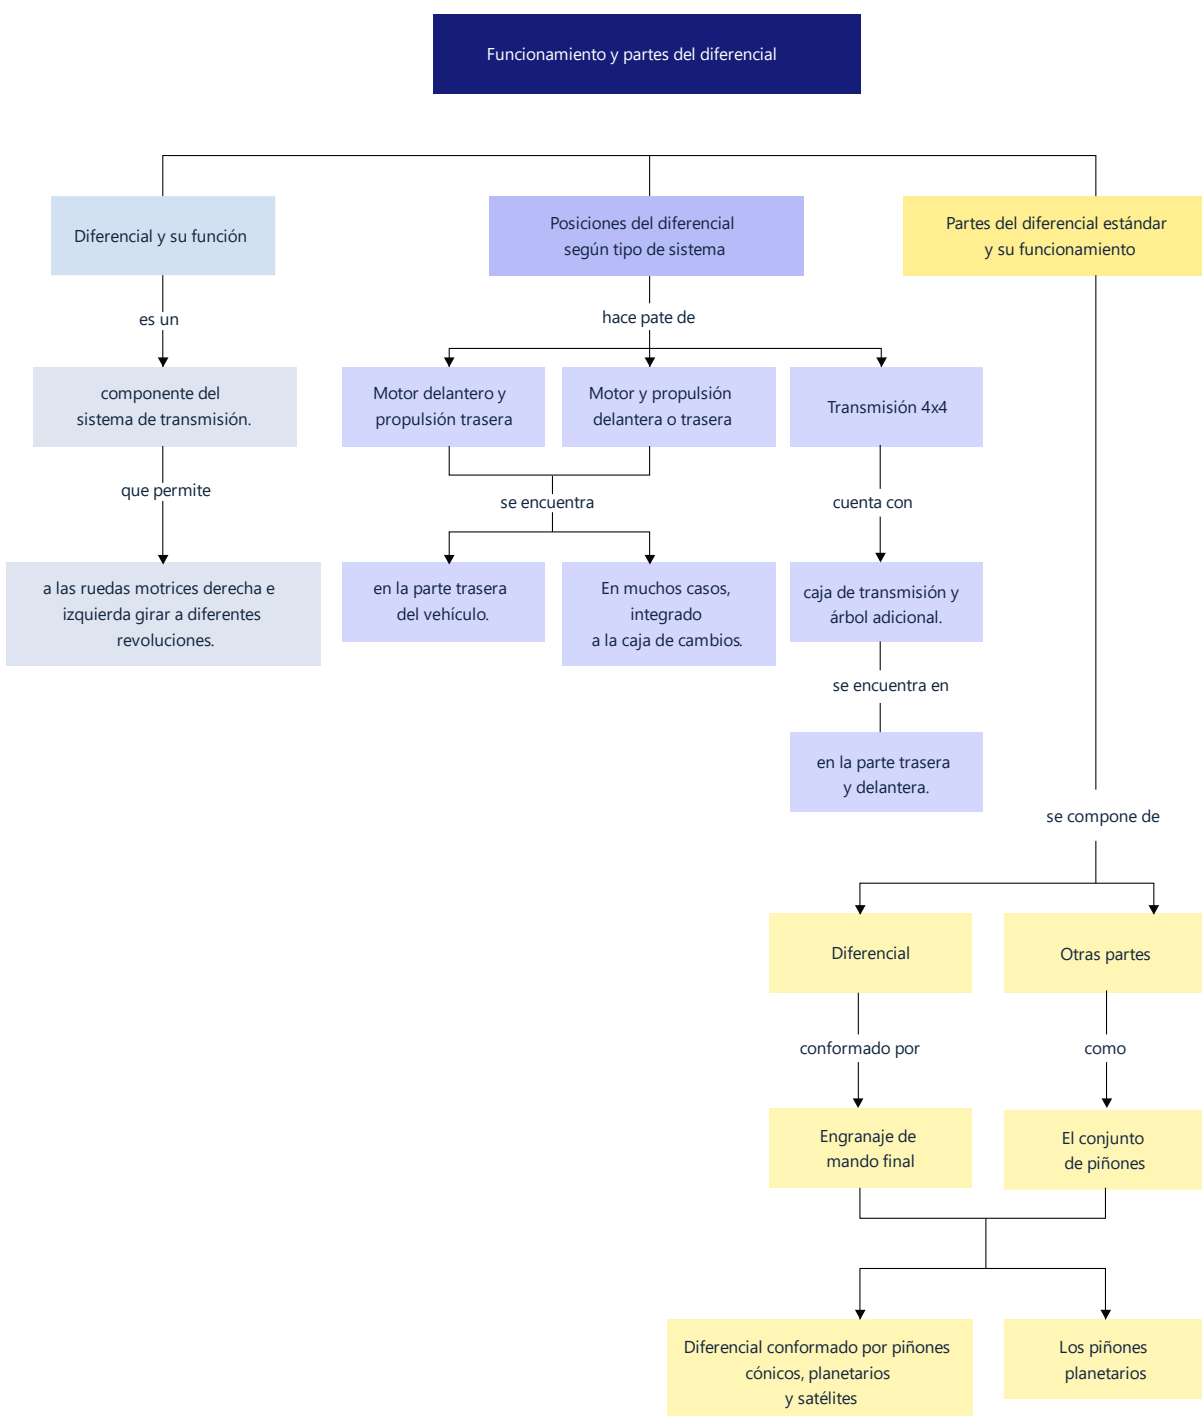 Funcionamiento y partes del diferencial
Diferencial y su función
es un
componente del
sistema de transmisión.
que permite
a las ruedas motrices derecha e
izquierda girar a diferentes
revoluciones.
Posiciones del diferencial
según tipo de sistema
hace pate de
Motor delantero y
propulsión trasera
Motor y propulsión
delantera o trasera
Transmisión 4x4
se encuentra
cuenta con
en la parte trasera
del vehículo.
En muchos casos,
integrado
a la caja de cambios.
caja de transmisión y
árbol adicional.
se encuentra en
en la parte trasera
y delantera.
Partes del diferencial estándar
y su funcionamiento
se compone de
Diferencial
Otras partes
conformado por
como
Engranaje de
mando final
El conjunto
de piñones
Diferencial conformado por piñones
cónicos, planetarios
y satélites
Los piñones
planetarios